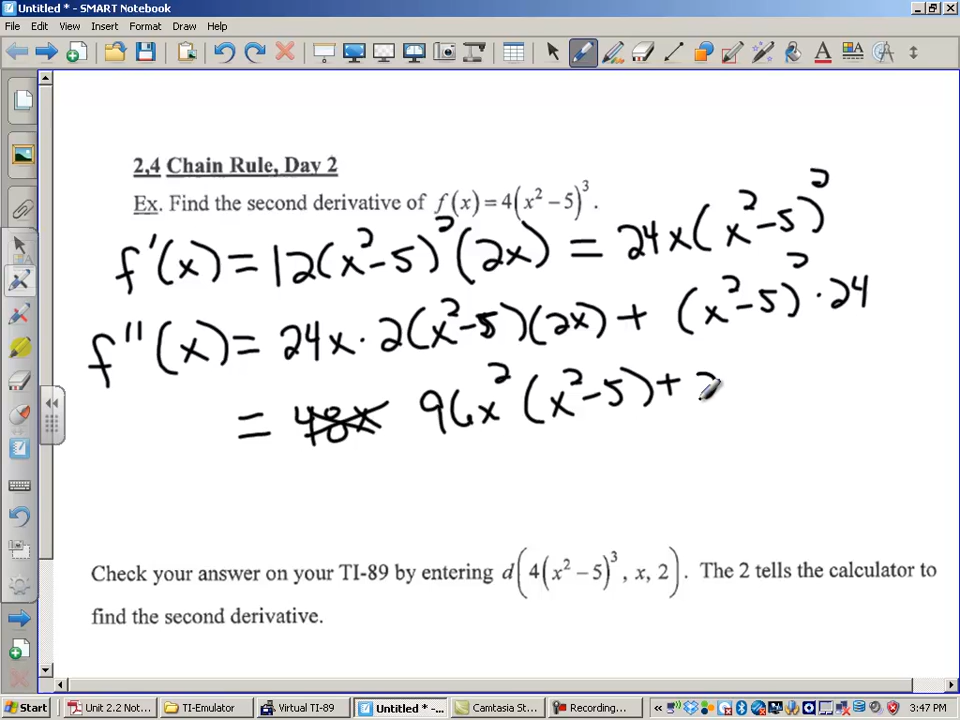 Untitled * - SMART Notebook
File Edit View Insert Format Draw Help
2,4 Chain Rule, Day 2
Ex. Find the second derivative of f(x)=4(x²−5)³.
f'(x)=12(x²-5)²(2x) = 24x(x²-5)²
f''(x)= 24x·2(x²-5)(2x) + (x²-5)²·24
= 48x 96x²(x²-5)+2
Check your answer on your TI-89 by entering d(4(x²−5)³, x, 2). The 2 tells the calculator to
find the second derivative.
Start Unit 2.2 Not... TI-Emulator Virtual TI-89 Untitled * -... Camtasia St... Recording... « 3:47 PM